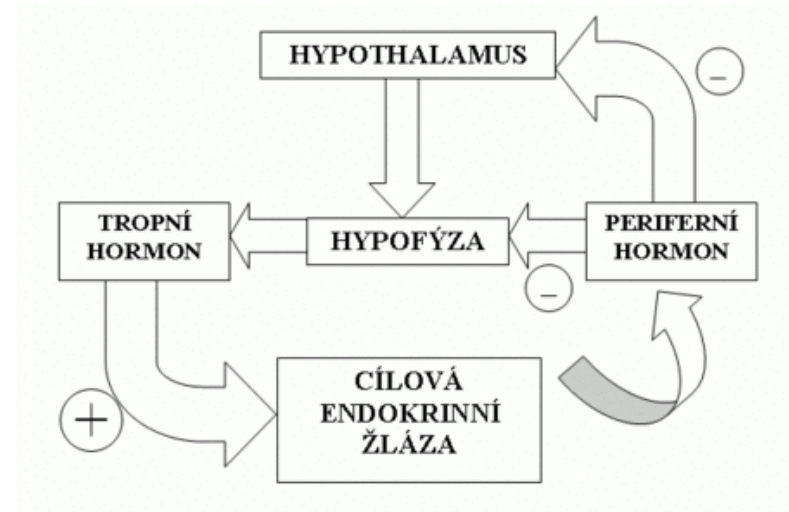 HYPOTHALAMUS
−
TROPNÍ
HORMON
HYPOFÝZA
PERIFERNÍ
HORMON
−
+
CÍLOVÁ
ENDOKRINNÍ
ŽLÁZA